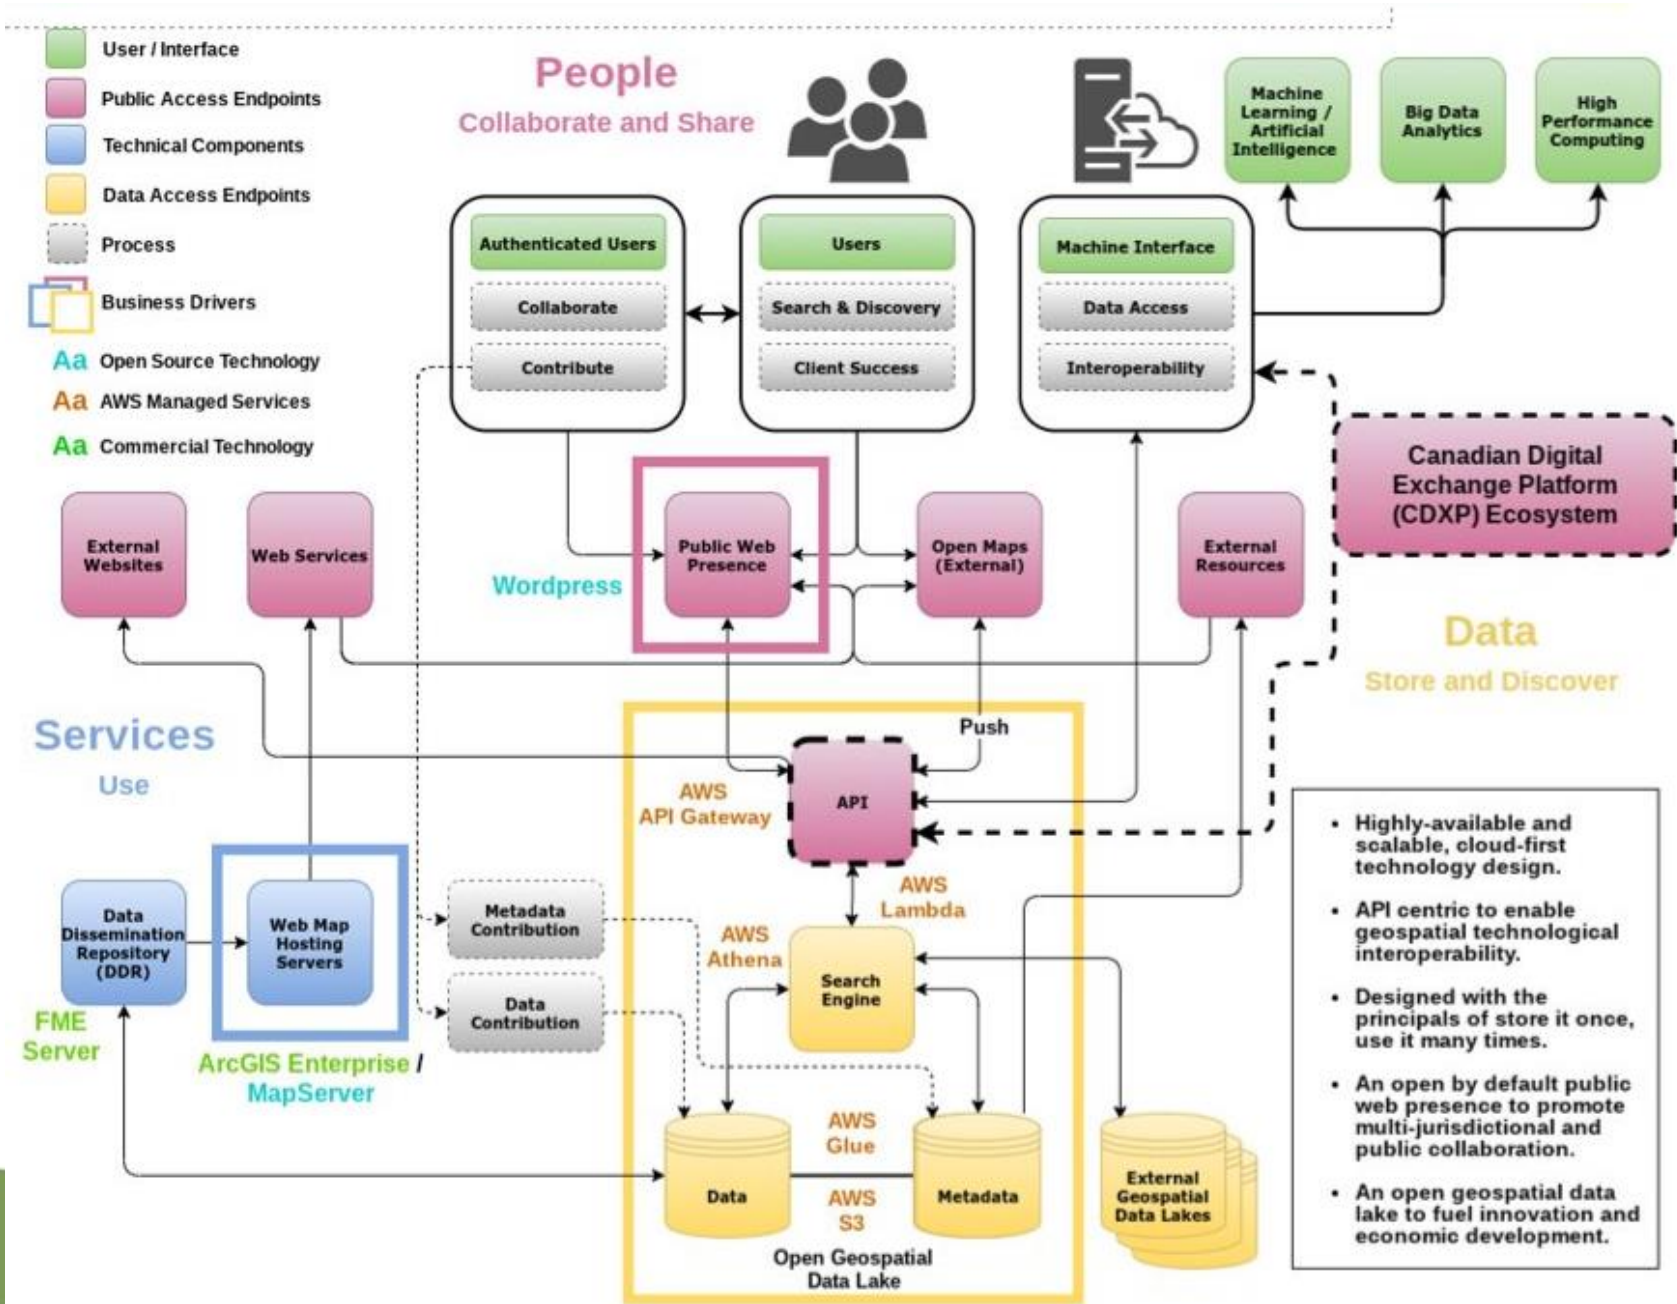 User / Interface
Public Access Endpoints
Technical Components
Data Access Endpoints
Process
Business Drivers
Aa Open Source Technology
Aa AWS Managed Services
Aa Commercial Technology
People
Collaborate and Share
Machine
Learning /
Artificial
Intelligence
Big Data
Analytics
High
Performance
Computing
Authenticated Users
Collaborate
Contribute
Users
Search & Discovery
Client Success
Machine Interface
Data Access
Interoperability
Canadian Digital
Exchange Platform
(CDXP) Ecosystem
External
Websites
Web Services
Wordpress
Public Web
Presence
Open Maps
(External)
External
Resources
Data
Store and Discover
Services
Use
Push
API
AWS
API Gateway
AWS
Lambda
AWS
Athena
Search
Engine
Data
Dissemination
Repository
(DDR)
FME
Server
Web Map
Hosting
Servers
ArcGIS Enterprise /
MapServer
Metadata
Contribution
Data
Contribution
AWS
Glue
Data
AWS
S3
Metadata
Open Geospatial
Data Lake
External
Geospatial
Data Lakes
• Highly-available and
scalable, cloud-first
technology design.
• API centric to enable
geospatial technological
interoperability.
• Designed with the
principals of store it once,
use it many times.
• An open by default public
web presence to promote
multi-jurisdictional and
public collaboration.
• An open geospatial data
lake to fuel innovation and
economic development.